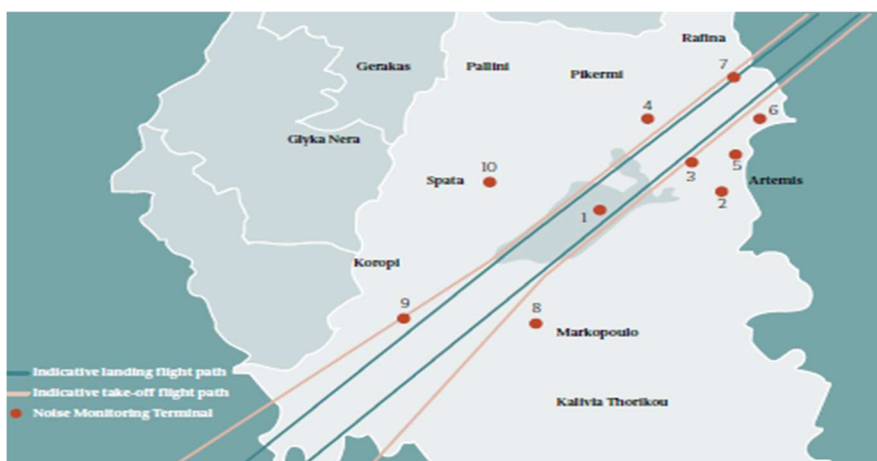 Rafina
Gerakas
Pallini
Pikermi
7
4
6
Glyka Nera
10
Spata
3
5
Artemis
2
1
Koropi
9
8
Markopoulo
Indicative landing flight path
Indicative take-off flight path
Kalivia Thorikou
Noise Monitoring Terminal